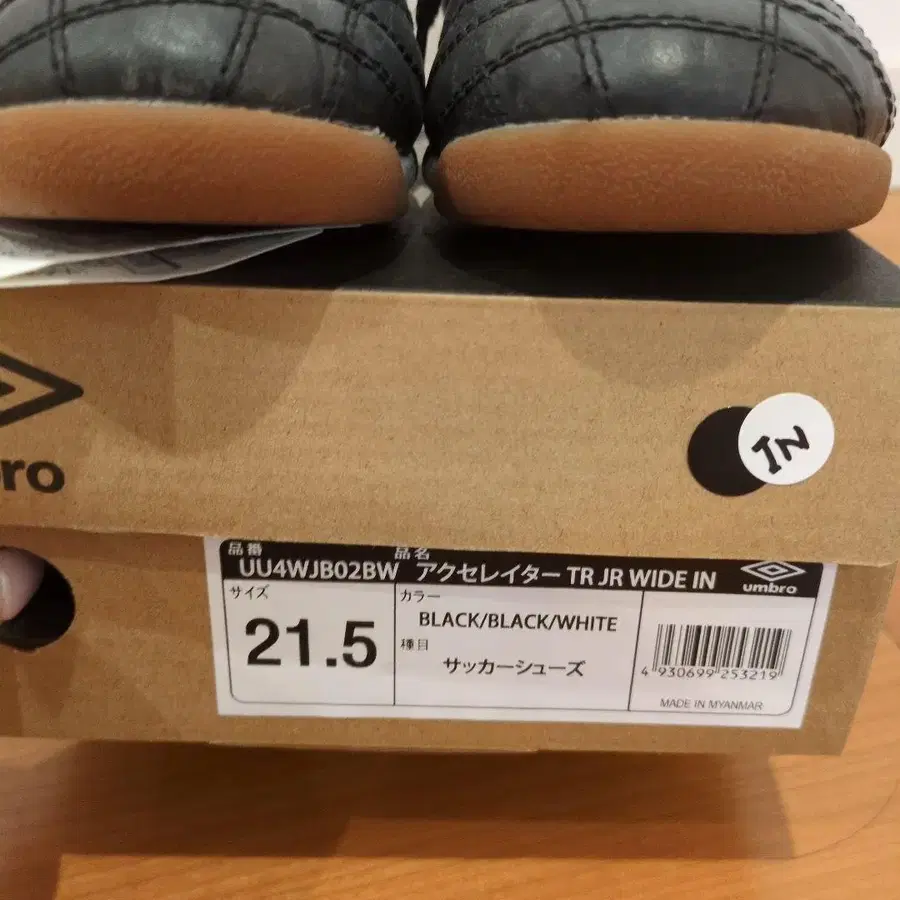 bro
IN
品番 品名
UU4WJB02BW アクセレイター TR JR WIDE IN
umbro
サイズ カラー
21.5
BLACK/BLACK/WHITE
種目
サッカーシューズ
4 930699 253219
MADE IN MYANMAR